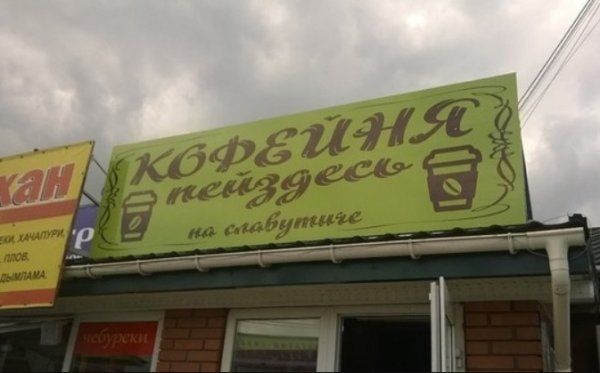 КОФЕЙНЯ
пейздесь
на славутиче
хан
ЕКИ, ХАЧАПУРИ,
ПЛОВ,
ДЫМЛАМА.
чебуреки